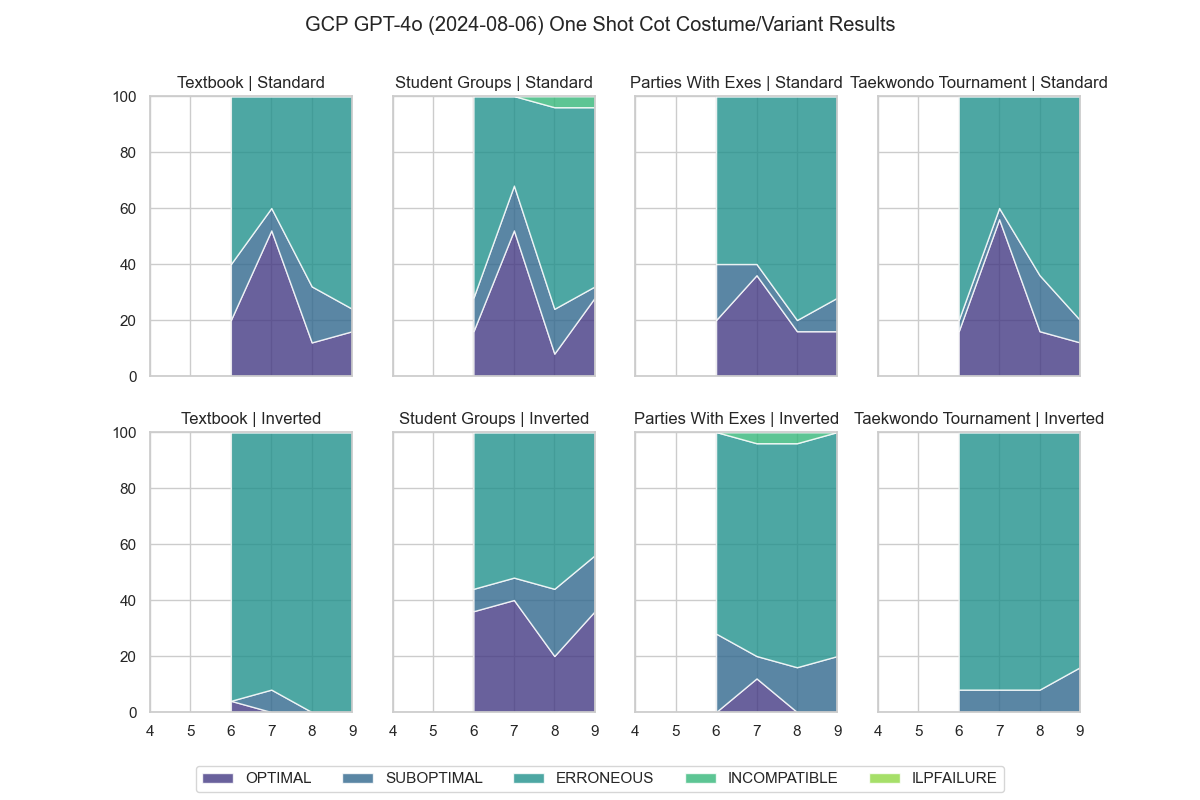 GCP GPT-4o (2024-08-06) One Shot Cot Costume/Variant Results
Textbook | Standard
Student Groups | Standard
Parties With Exes | Standard
Taekwondo Tournament | Standard
100
80
60
40
20
0
Textbook | Inverted
Student Groups | Inverted
Parties With Exes | Inverted
Taekwondo Tournament | Inverted
100
80
60
40
20
0
4 5 6 7 8 9
4 5 6 7 8 9
4 5 6 7 8 9
4 5 6 7 8 9
OPTIMAL SUBOPTIMAL ERRONEOUS INCOMPATIBLE ILPFAILURE